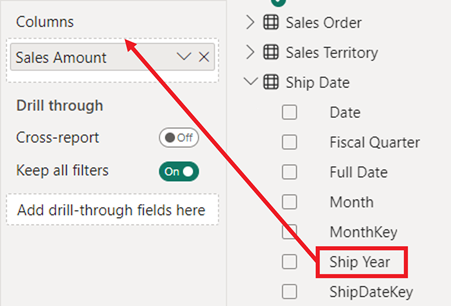 Columns
Sales Amount
Drill through
Cross-report
Off
Keep all filters
On
Add drill-through fields here
Sales Order
Sales Territory
Ship Date
Date
Fiscal Quarter
Full Date
Month
MonthKey
Ship Year
ShipDateKey